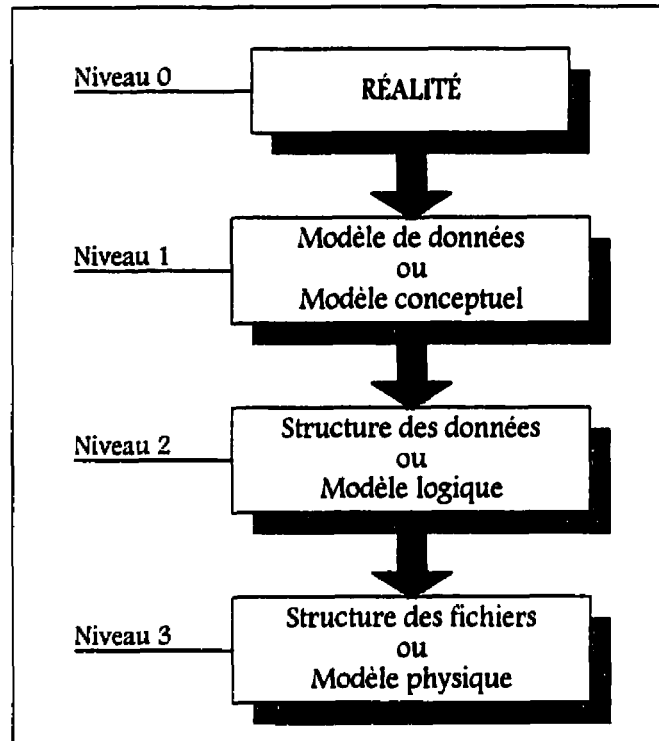 Niveau 0
RÉALITÉ
Niveau 1
Modèle de données
ou
Modèle conceptuel
Niveau 2
Structure des données
ou
Modèle logique
Niveau 3
Structure des fichiers
ou
Modèle physique